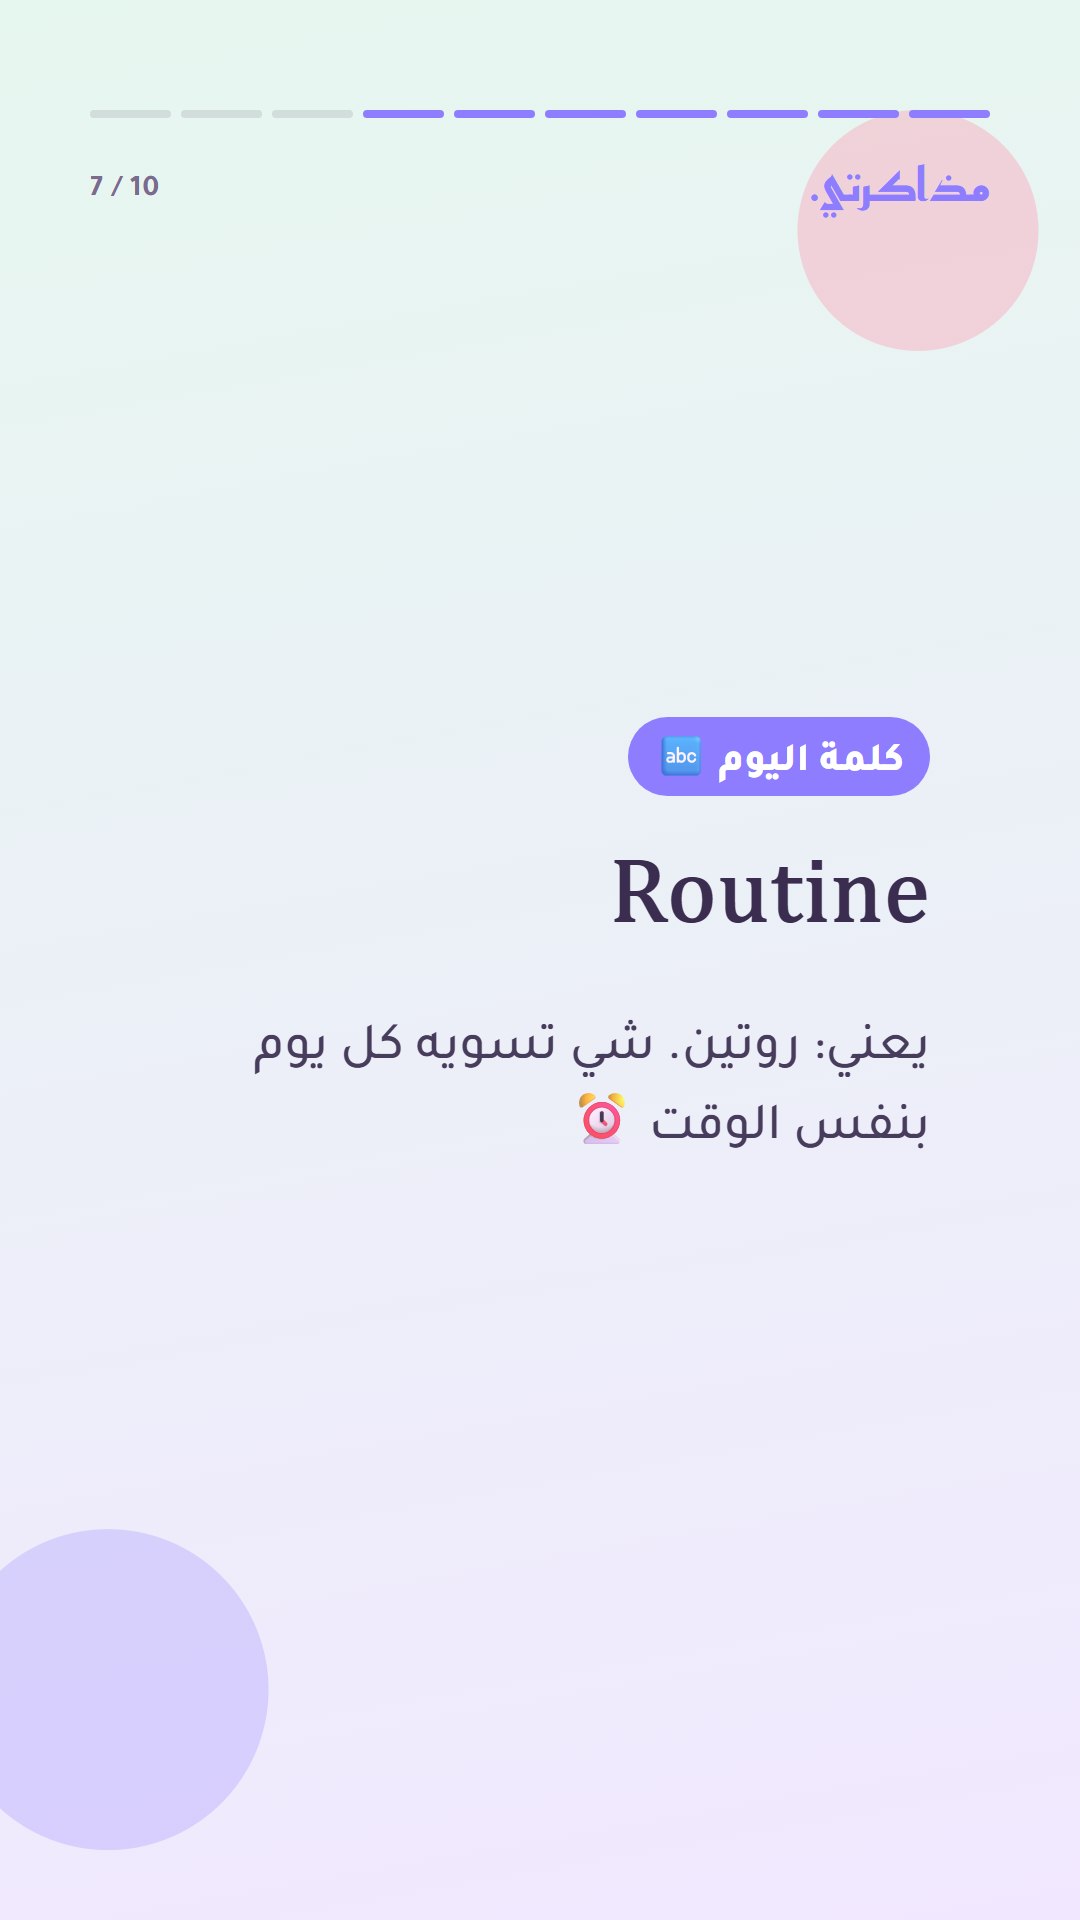 مذاكرتي.
7 / 10
كلمة اليوم 🔤
Routine
يعني: روتين. شي تسويه كل يوم
بنفس الوقت ⏰